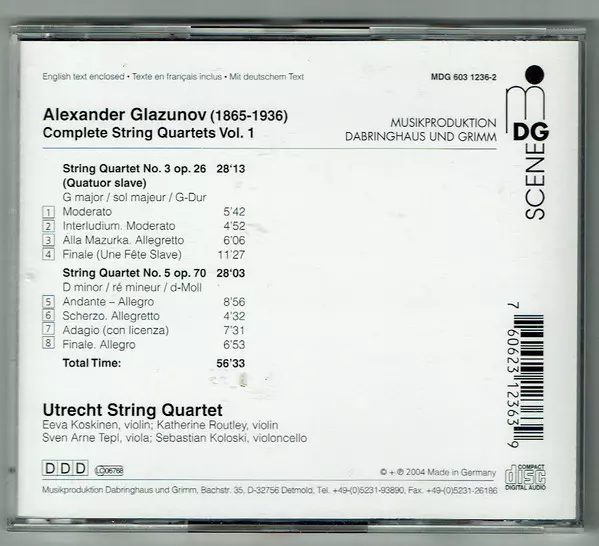 English text enclosed • Texte en français inclus • Mit deutschem Text
MDG 603 1236-2
Alexander Glazunov (1865-1936)
Complete String Quartets Vol. 1
MUSIKPRODUKTION
DABRINGHAUS UND GRIMM
MDG
SCENE
String Quartet No. 3 op. 26 28'13
(Quatuor slave)
G major / sol majeur / G-Dur
1 Moderato 5'42
2 Interludium. Moderato 4'52
3 Alla Mazurka. Allegretto 6'06
4 Finale (Une Fête Slave) 11'27
String Quartet No. 5 op. 70 28'03
D minor / ré mineur / d-Moll
5 Andante – Allegro 8'56
6 Scherzo. Allegretto 4'32
7 Adagio (con licenza) 7'31
8 Finale. Allegro 6'53
Total Time: 56'33
7 60623 12363 9
Utrecht String Quartet
Eeva Koskinen, violin; Katherine Routley, violin
Sven Arne Tepl, viola; Sebastian Koloski, violoncello
DDD
LC06768
© + ℗ 2004 Made in Germany
COMPACT
disc
DIGITAL AUDIO
Musikproduktion Dabringhaus und Grimm, Bachstr. 35, D-32756 Detmold, Tel. +49-(0)5231-93890, Fax. +49-(0)5231-26186